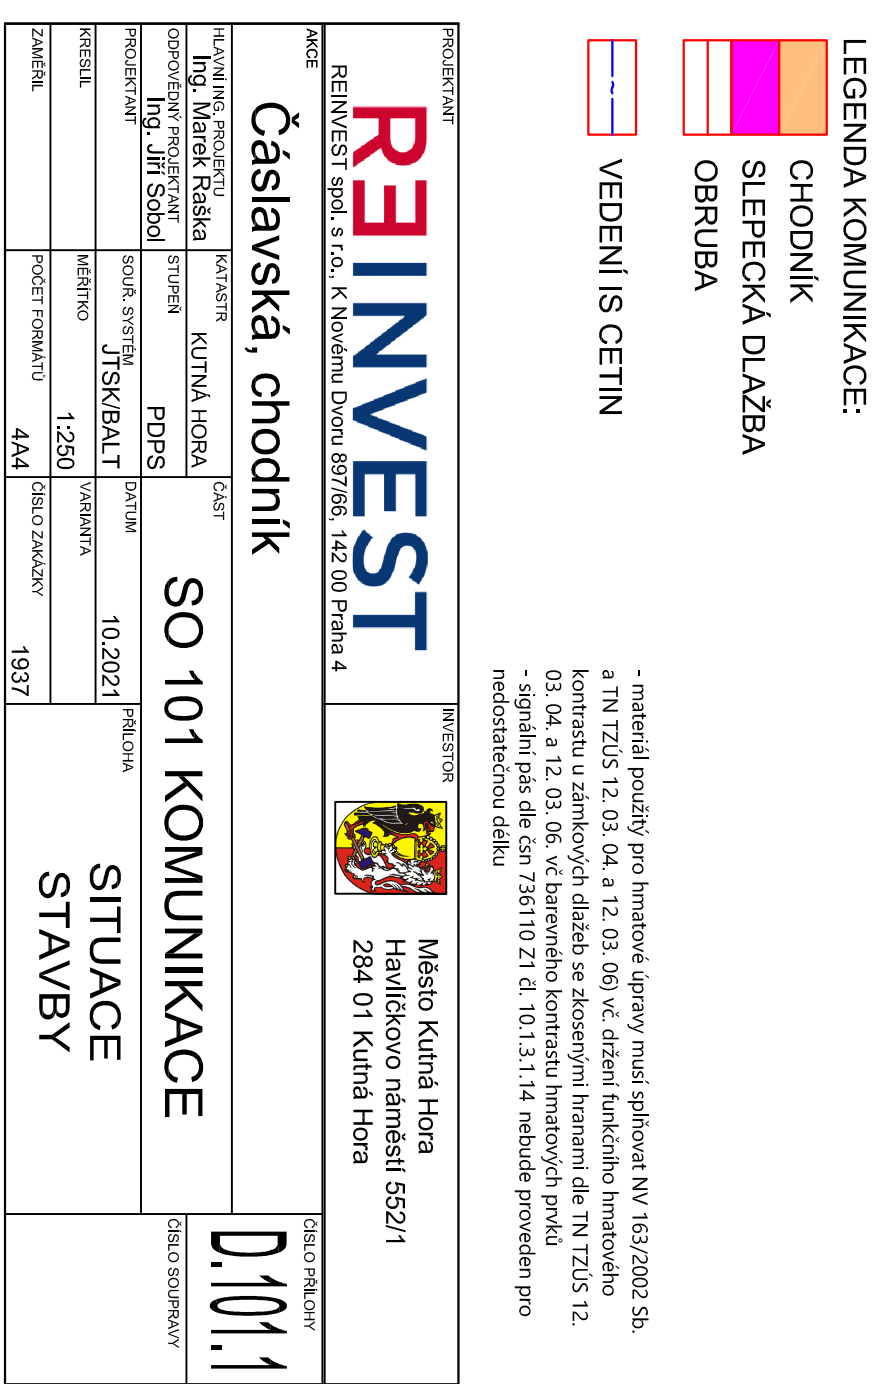 LEGENDA KOMUNIKACE:
CHODNÍK
SLEPECKÁ DLAŽBA
OBRUBA
~
VEDENÍ IS CETIN
- materiál použitý pro hmatové úpravy musí splňovat NV 163/2002 Sb.
a TN TZÚS 12. 03. 04. a 12. 03. 06) vč. držení funkčního hmatového
kontrastu u zámkových dlažeb se zkosenými hranami dle TN TZÚS 12.
03. 04. a 12. 03. 06. vč barevného kontrastu hmatových prvků
- signální pás dle čsn 736110 Z1 čl. 10.1.3.1.14 nebude proveden pro
nedostatečnou délku
PROJEKTANT
REINVEST
REINVEST spol. s r.o., K Novému Dvoru 897/66, 142 00 Praha 4
INVESTOR
Město Kutná Hora
Havlíčkovo náměstí 552/1
284 01 Kutná Hora
AKCE
Čáslavská, chodník
ČÍSLO PŘÍLOHY
D.101.1
HLAVNÍ ING. PROJEKTU
Ing. Marek Raška
KATASTR
KUTNÁ HORA
ČÁST
SO 101 KOMUNIKACE
ODPOVĚDNÝ PROJEKTANT
Ing. Jiří Sobol
STUPEŇ
PDPS
PROJEKTANT
SOUŘ. SYSTÉM
JTSK/BALT
DATUM
10.2021
PŘÍLOHA
SITUACE
STAVBY
ČÍSLO SOUPRAVY
KRESLIL
MĚŘÍTKO
1:250
VARIANTA
ZAMĚŘIL
POČET FORMÁTŮ
4A4
ČÍSLO ZAKÁZKY
1937